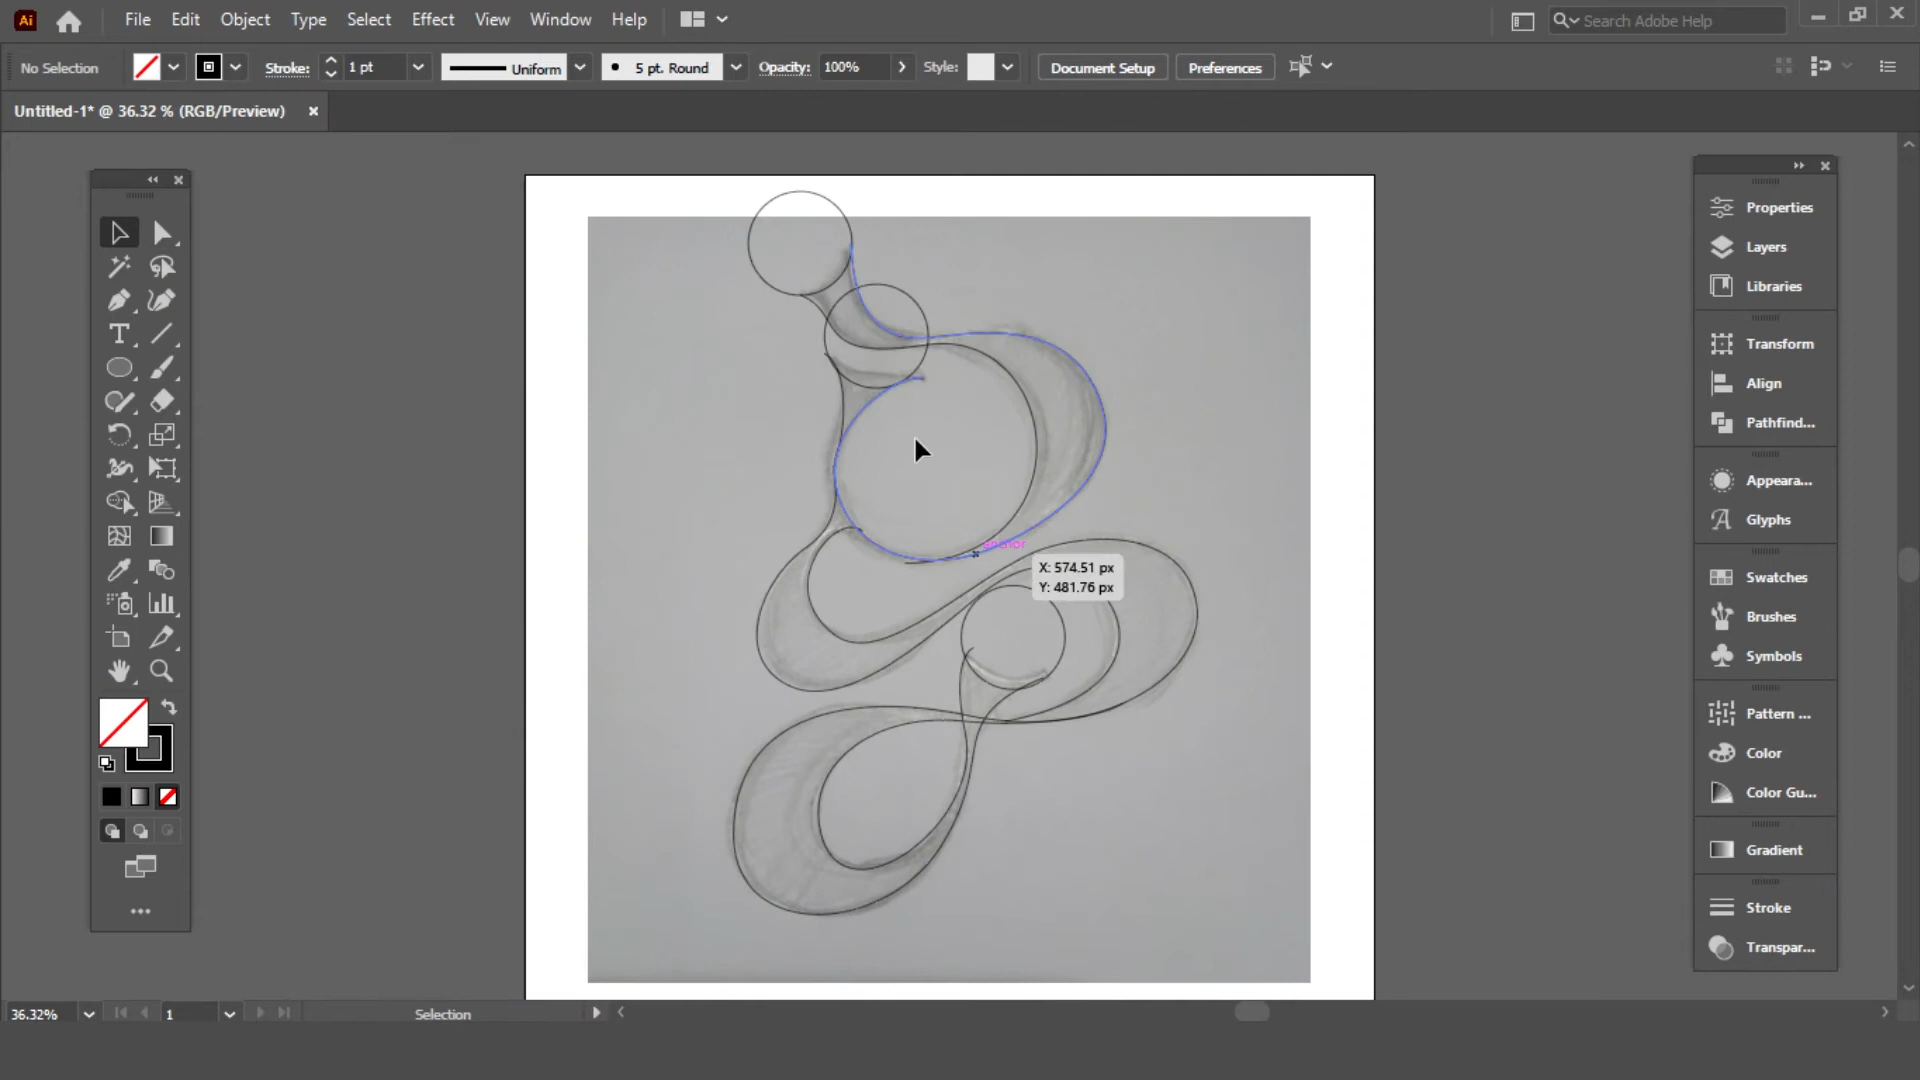 Ai File Edit Object Type Select Effect View Window Help Search Adobe Help
No Selection Stroke: 1 pt Uniform 5 pt. Round Opacity: 100% Style: Document Setup Preferences
Untitled-1* @ 36.32 % (RGB/Preview)
Properties
Layers
Libraries
Transform
Align
Pathfind...
Appeara...
Glyphs
anchor
X: 574.51 px
Y: 481.76 px
Swatches
Brushes
Symbols
Pattern ...
Color
Color Gu...
Gradient
Stroke
Transpar...
36.32% 1 Selection